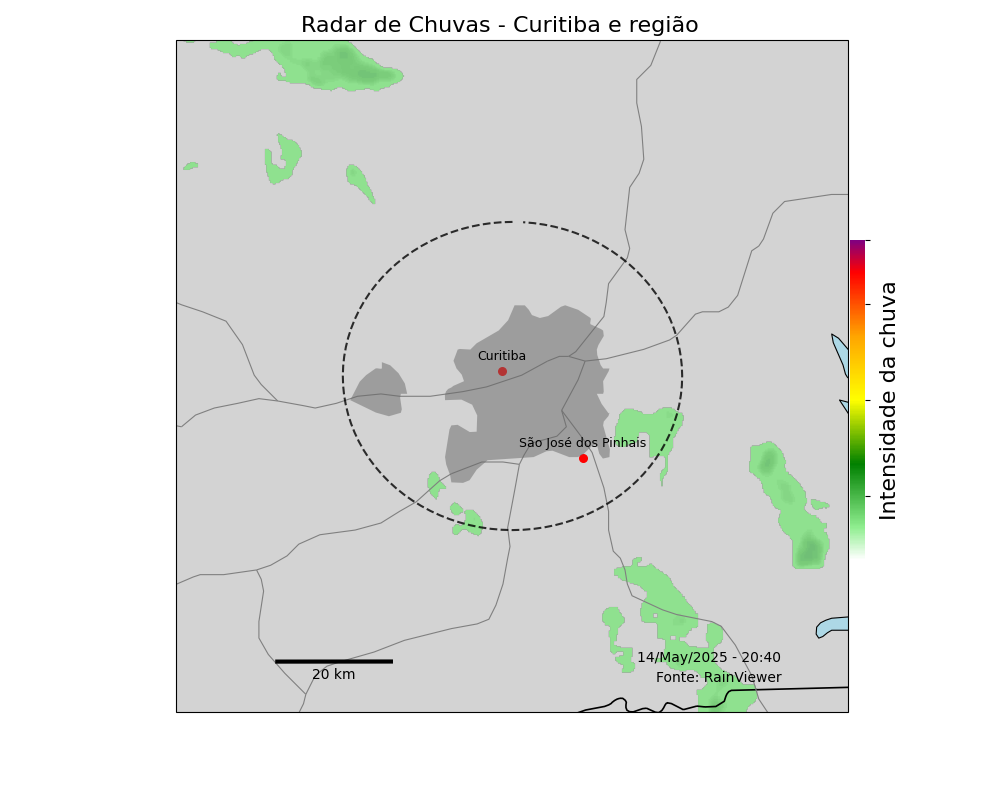 Radar de Chuvas - Curitiba e região
Curitiba
São José dos Pinhais
Intensidade da chuva
14/May/2025 - 20:40
Fonte: RainViewer
20 km